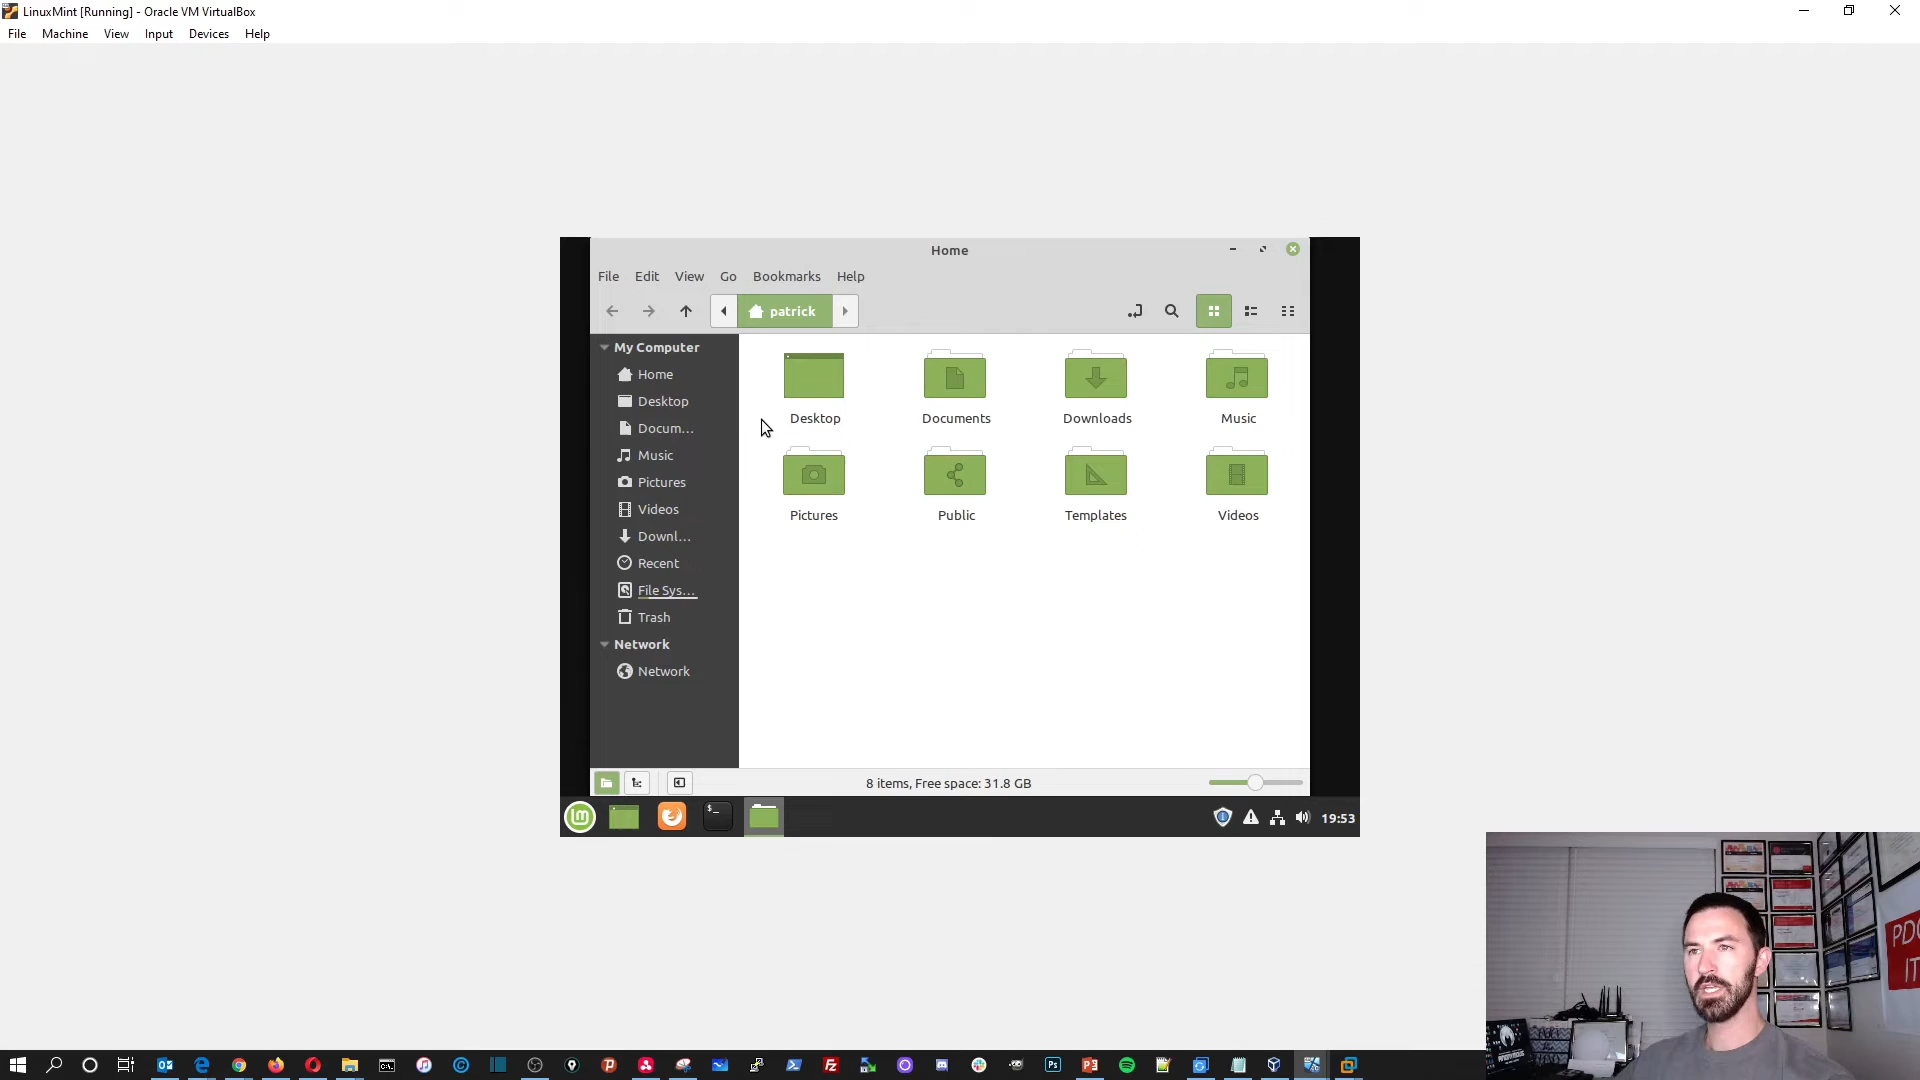 LinuxMint [Running] - Oracle VM VirtualBox
File Machine View Input Devices Help
Home
File Edit View Go Bookmarks Help
patrick
My Computer
Home
Desktop
Docum...
Music
Pictures
Videos
Downl...
Recent
File Sys...
Trash
Network
Network
Desktop Documents Downloads Music
Pictures Public Templates Videos
8 items, Free space: 31.8 GB
19:53
PDQ
IT